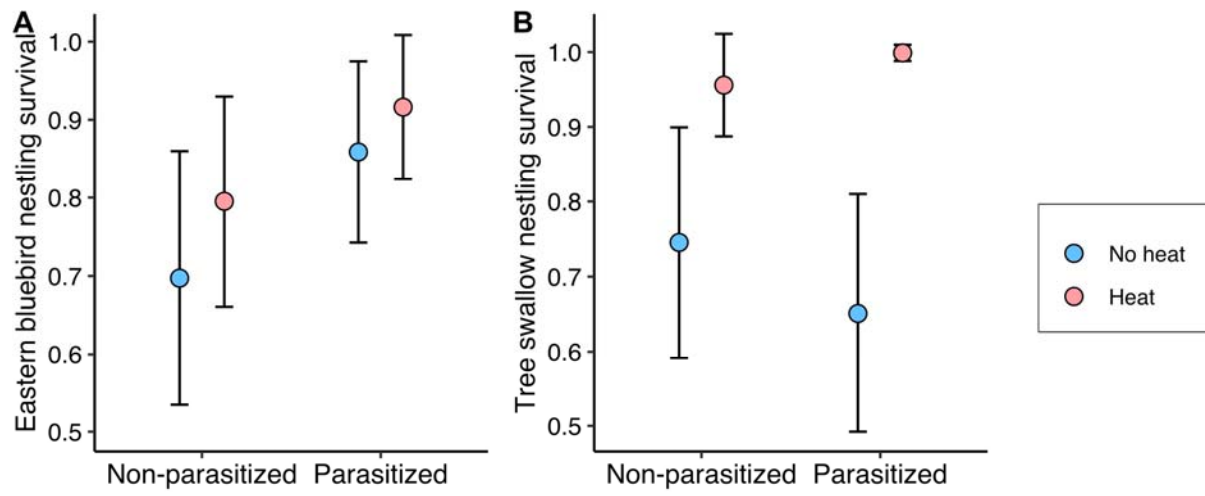 A
Eastern bluebird nestling survival
1.0
0.9
0.8
0.7
0.6
0.5
Non-parasitized
Parasitized
B
Tree swallow nestling survival
1.0
0.9
0.8
0.7
0.6
0.5
Non-parasitized
Parasitized
No heat
Heat